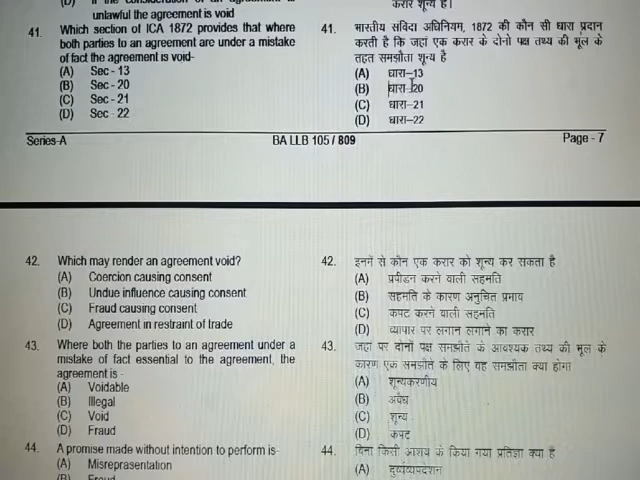 unlawful the agreement is void
41. Which section of ICA 1872 provides that where
both parties to an agreement are under a mistake
of fact the agreement is void-
(A) Sec - 13
(B) Sec - 20
(C) Sec - 21
(D) Sec - 22
करार शून्य है।
41. भारतीय संविदा अधिनियम, 1872 की कौन सी धारा प्रदान
करती है कि जहां एक करार के दोनो पक्ष तथ्य की भूल के
तहत समझौता शून्य है
(A) धारा-13
(B) धारा-20
(C) धारा-21
(D) धारा-22
Series-A BA LLB 105 / 809 Page - 7
42. Which may render an agreement void?
(A) Coercion causing consent
(B) Undue influence causing consent
(C) Fraud causing consent
(D) Agreement in restraint of trade
43. Where both the parties to an agreement under a
mistake of fact essential to the agreement, the
agreement is -
(A) Voidable
(B) Illegal
(C) Void
(D) Fraud
44. A promise made without intention to perform is-
(A) Misreprasentation
(B) Fraud
42. इननें से कौन एक करार को शून्य कर सकता है
(A) प्रपीडन करने वाली सहमति
(B) सहमति के कारण अनुचित प्रभाव
(C) कपट करने वाली सहमति
(D) व्यापार पर लगान लगाने का करार
43. जहां पर दोनों पक्ष समझौते के आवश्यक तथ्य की भूल के
कारण एक समझौते के लिए यह समझौता क्या होगा
(A) शून्यकरणीय
(B) अवैध
(C) शून्य
(D) कपट
44. बिना किसी आशय के किया गया प्रतिज्ञा क्या है
(A) दुर्व्यपदेशन